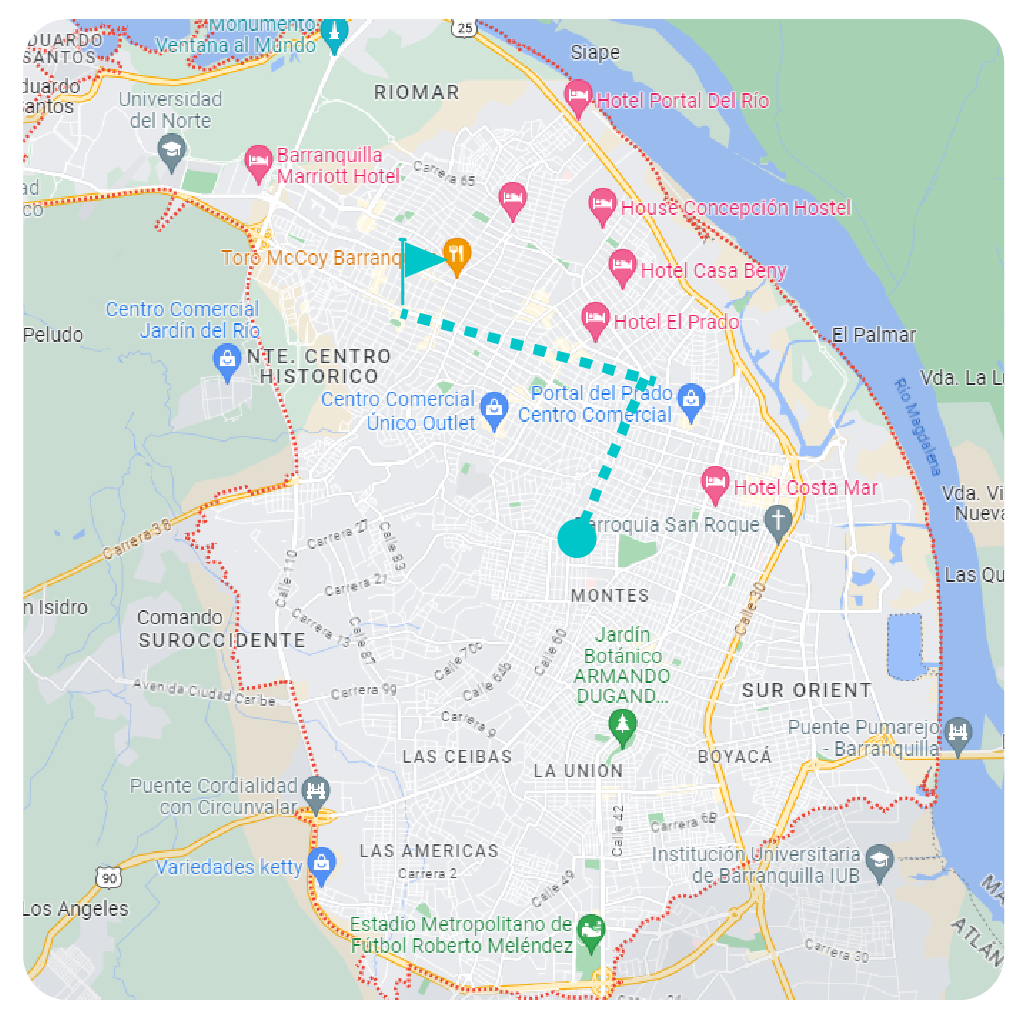 Monumento
Ventana al Mundo
25
Siape
DUARDO
SANTOS
duardo
santos
RIOMAR
Universidad
del Norte
Hotel Portal Del Río
Barranquilla
Marriott Hotel
Carrera 65
House Concepción Hostel
Toro McCoy Barranq
Hotel Casa Beny
Centro Comercial
Jardín del Río
Hotel El Prado
Peludo
El Palmar
NTE. CENTRO
HISTORICO
Vda. La L
Centro Comercial
Único Outlet
Portal del Prado
Centro Comercial
Río Magdalena
Hotel Costa Mar
Vda. Vi
Nueva
Carrera 38
Carrera 27
Calle 83
arroquia San Roque
Calle 110
Carrera 21
Las Qu
n Isidro
Comando
SUROCCIDENTE
Carrera 13
Calle 87
MONTES
Calle 30
Calle 60
Calle 70c
Calle 64b
Jardín
Botánico
ARMANDO
DUGAND...
Avenida Ciudad Caribe
Carrera 9g
Carrera 9
SUR ORIENT
Puente Pumarejo
- Barranquilla
LAS CEIBAS
LA UNION
BOYACÁ
Puente Cordialidad
con Circunvalar
Calle 42
Carrera 6B
LAS AMERICAS
Carrera 2
Institución Universitaria
de Barranquilla IUB
Variedades ketty
90
Calle 49
Los Angeles
Estadio Metropolitano de
Fútbol Roberto Meléndez
Carrera 30
MA
ATLÁN